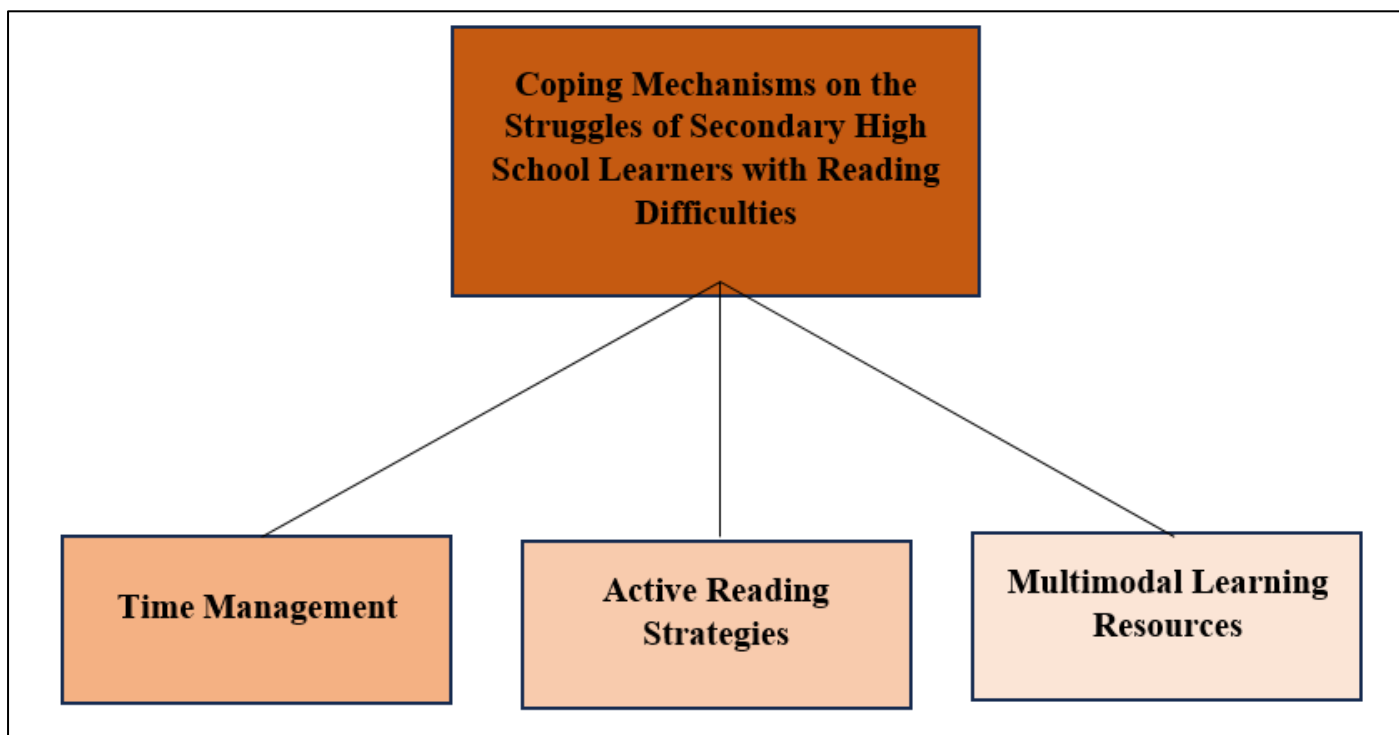 Coping Mechanisms on the
Struggles of Secondary High
School Learners with Reading
Difficulties
Time Management
Active Reading
Strategies
Multimodal Learning
Resources